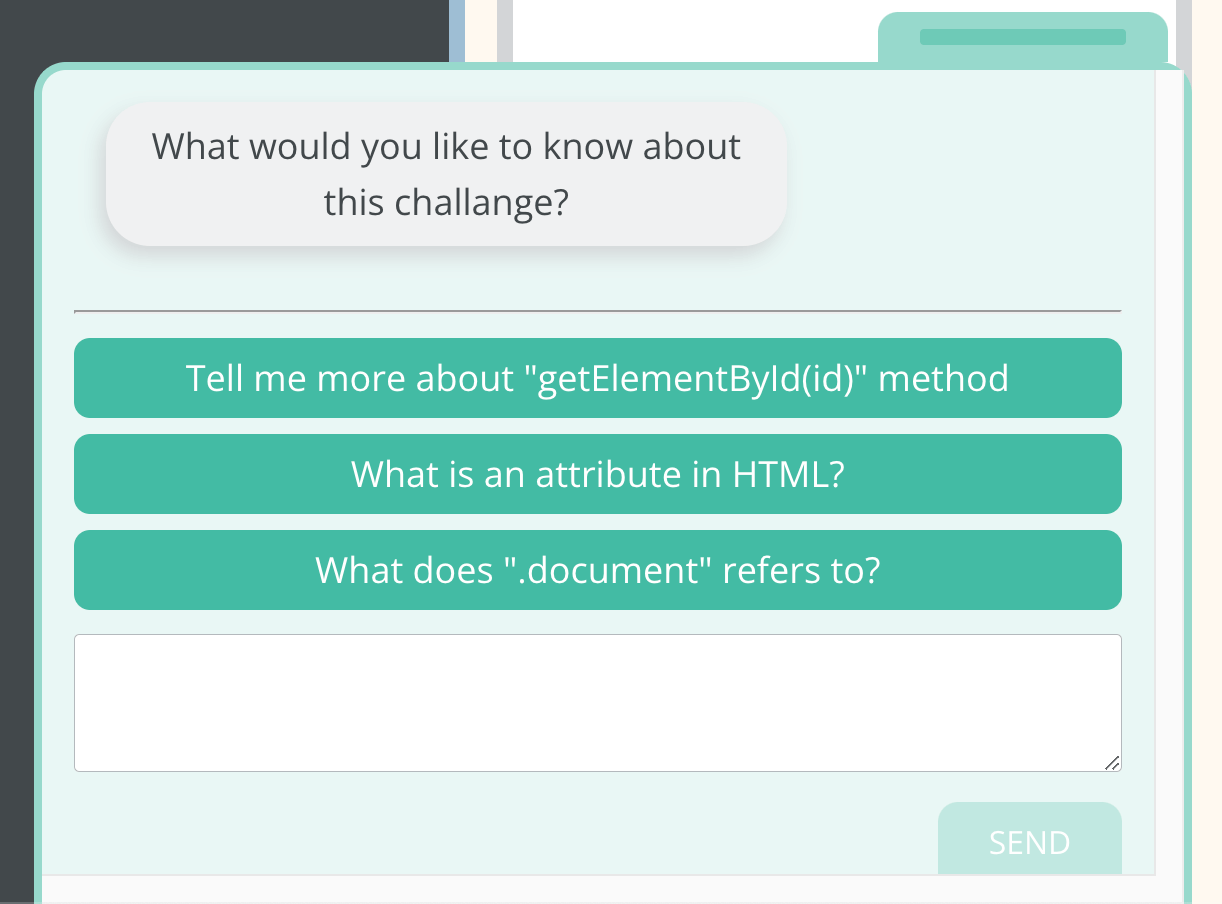 What would you like to know about
this challange?
Tell me more about "getElementById(id)" method
What is an attribute in HTML?
What does ".document" refers to?
SEND